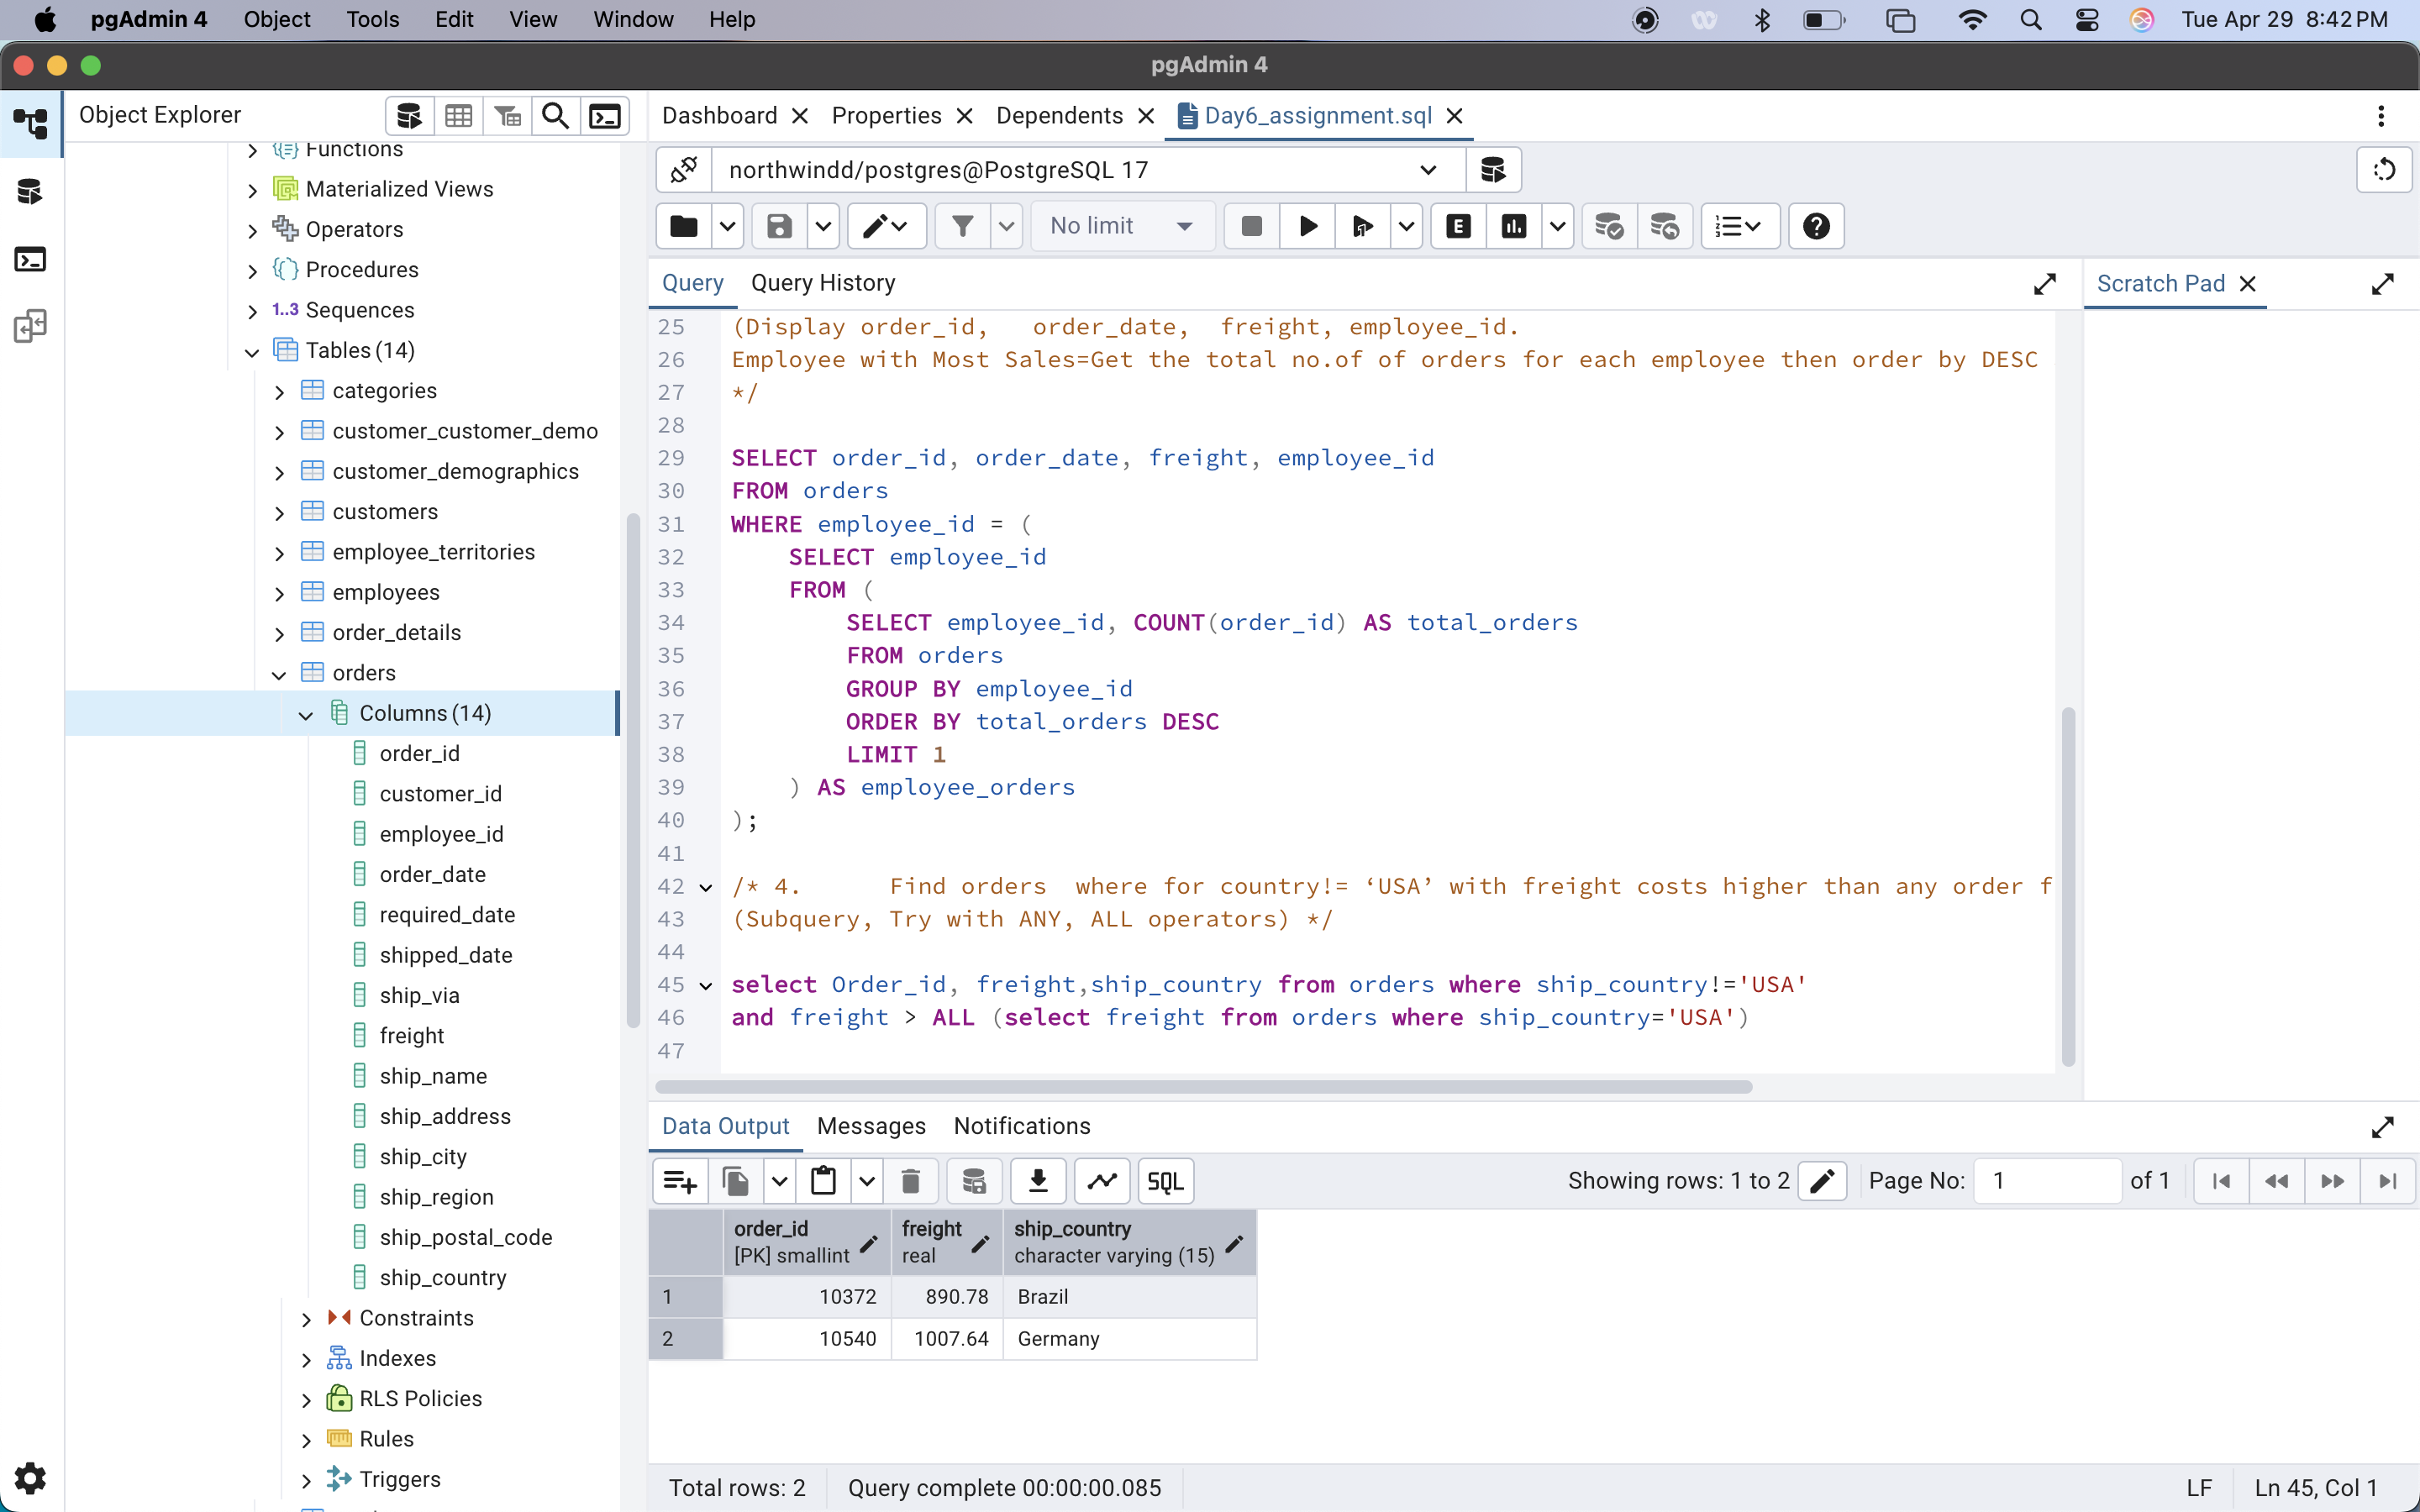 pgAdmin 4 Object Tools Edit View Window Help Tue Apr 29 8:42 PM
pgAdmin 4
Object Explorer
Functions
Materialized Views
Operators
Procedures
1..3 Sequences
Tables (14)
categories
customer_customer_demo
customer_demographics
customers
employee_territories
employees
order_details
orders
Columns (14)
order_id
customer_id
employee_id
order_date
required_date
shipped_date
ship_via
freight
ship_name
ship_address
ship_city
ship_region
ship_postal_code
ship_country
Constraints
Indexes
RLS Policies
Rules
Triggers
Dashboard Properties Dependents Day6_assignment.sql
northwindd/postgres@PostgreSQL 17
No limit E
Query Query History
Scratch Pad
25 (Display order_id, order_date, freight, employee_id.
26 Employee with Most Sales=Get the total no.of of orders for each employee then order by DESC
27 */
28
29 SELECT order_id, order_date, freight, employee_id
30 FROM orders
31 WHERE employee_id = (
32 SELECT employee_id
33 FROM (
34 SELECT employee_id, COUNT(order_id) AS total_orders
35 FROM orders
36 GROUP BY employee_id
37 ORDER BY total_orders DESC
38 LIMIT 1
39 ) AS employee_orders
40 );
41
42 /* 4. Find orders where for country!= ‘USA’ with freight costs higher than any order f
43 (Subquery, Try with ANY, ALL operators) */
44
45 select Order_id, freight,ship_country from orders where ship_country!='USA'
46 and freight > ALL (select freight from orders where ship_country='USA')
47
Data Output Messages Notifications
SQL Showing rows: 1 to 2 Page No: 1 of 1
order_id freight ship_country
[PK] smallint real character varying (15)
1 10372 890.78 Brazil
2 10540 1007.64 Germany
Total rows: 2 Query complete 00:00:00.085 LF Ln 45, Col 1